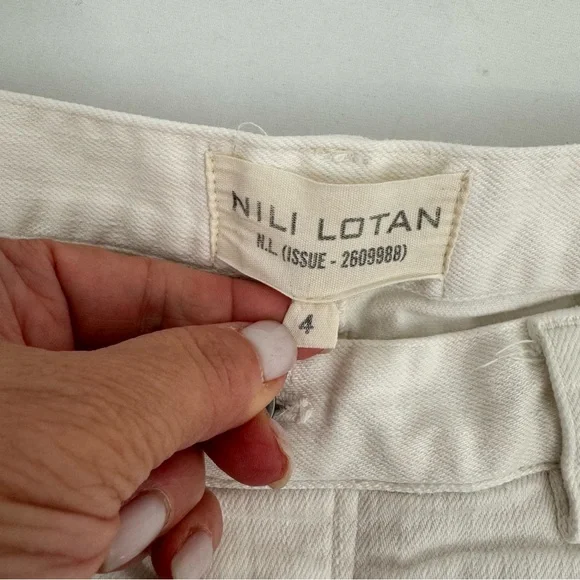 NILI LOTAN
N.L. (ISSUE - 2609988)
4